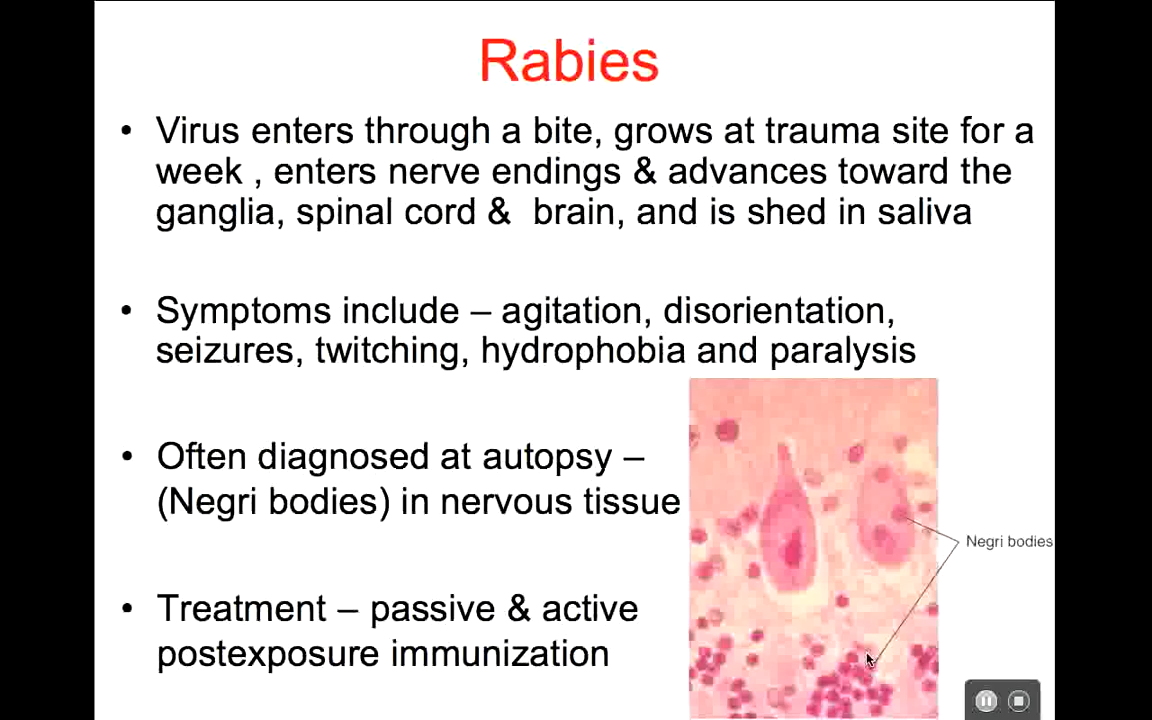 Rabies
• Virus enters through a bite, grows at trauma site for a
week , enters nerve endings & advances toward the
ganglia, spinal cord &  brain, and is shed in saliva
• Symptoms include – agitation, disorientation,
seizures, twitching, hydrophobia and paralysis
• Often diagnosed at autopsy –
(Negri bodies) in nervous tissue
Negri bodies
• Treatment – passive & active
postexposure immunization